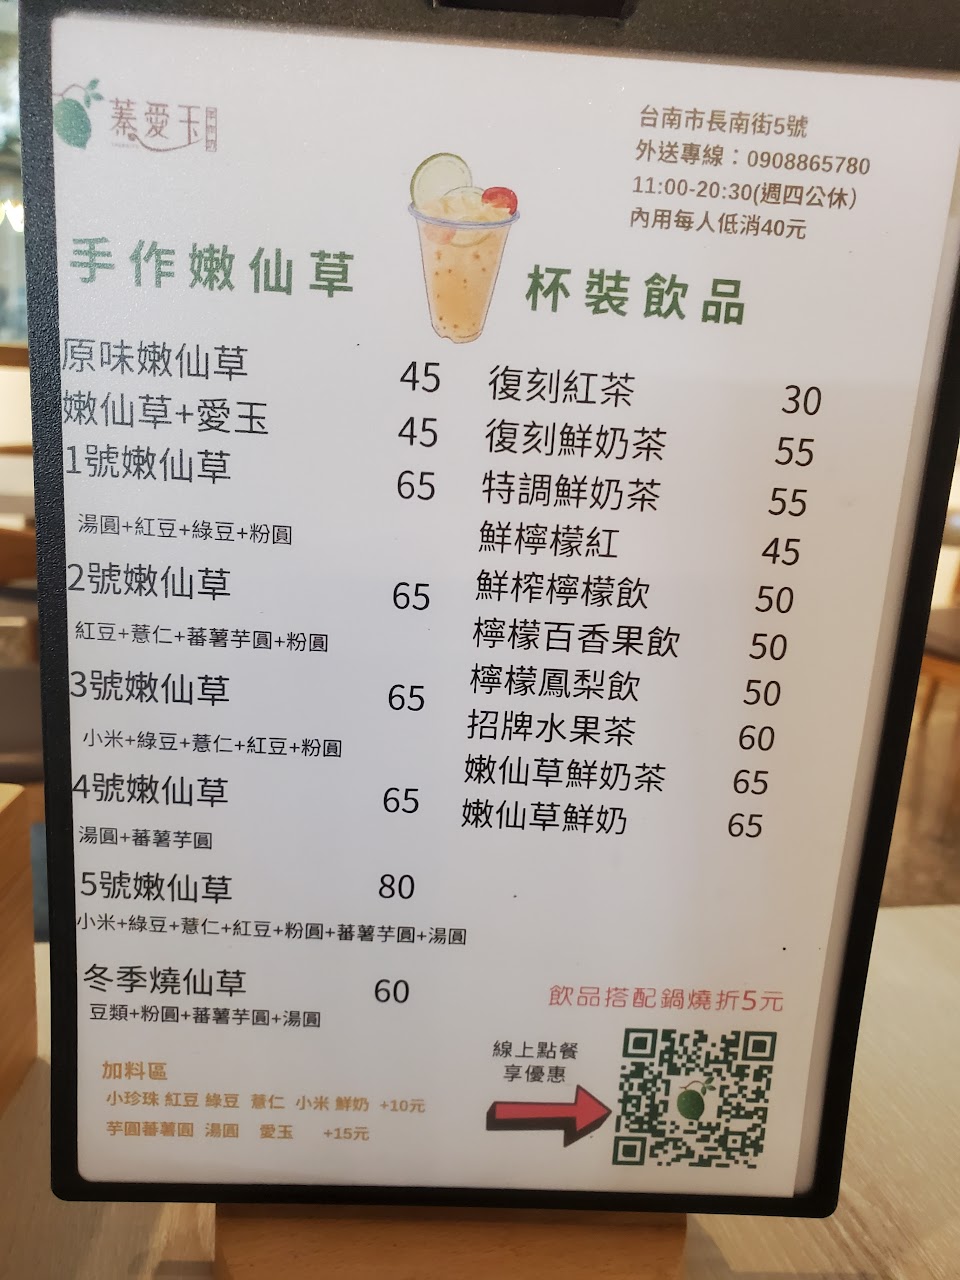 蓁愛玉
台南市長南街5號
外送專線：0908865780
11:00-20:30(週四公休）
內用每人低消40元
手作嫩仙草
原味嫩仙草 45
嫩仙草+愛玉 45
1號嫩仙草 65
湯圓+紅豆+綠豆+粉圓
2號嫩仙草 65
紅豆+薏仁+蕃薯芋圓+粉圓
3號嫩仙草 65
小米+綠豆+薏仁+紅豆+粉圓
4號嫩仙草 65
湯圓+蕃薯芋圓
5號嫩仙草 80
小米+綠豆+薏仁+紅豆+粉圓+蕃薯芋圓+湯圓
冬季燒仙草 60
豆類+粉圓+蕃薯芋圓+湯圓
加料區
小珍珠 紅豆 綠豆 薏仁 小米 鮮奶 +10元
芋圓蕃薯圓 湯圓 愛玉 +15元
杯裝飲品
復刻紅茶 30
復刻鮮奶茶 55
特調鮮奶茶 55
鮮檸檬紅 45
鮮榨檸檬飲 50
檸檬百香果飲 50
檸檬鳳梨飲 50
招牌水果茶 60
嫩仙草鮮奶茶 65
嫩仙草鮮奶 65
飲品搭配鍋燒折5元
線上點餐
享優惠